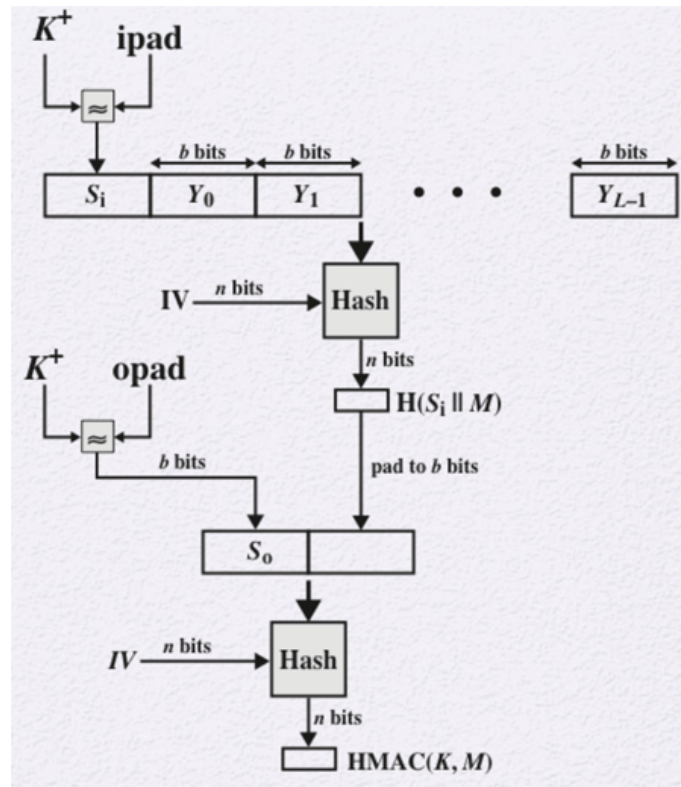 K⁺ ipad
≈
b bits b bits b bits
Sᵢ Y₀ Y₁ • • • Y_{L–1}
IV n bits Hash
n bits
K⁺ opad
H(Sᵢ || M)
≈
b bits pad to b bits
Sₒ
IV n bits Hash
n bits
HMAC(K, M)